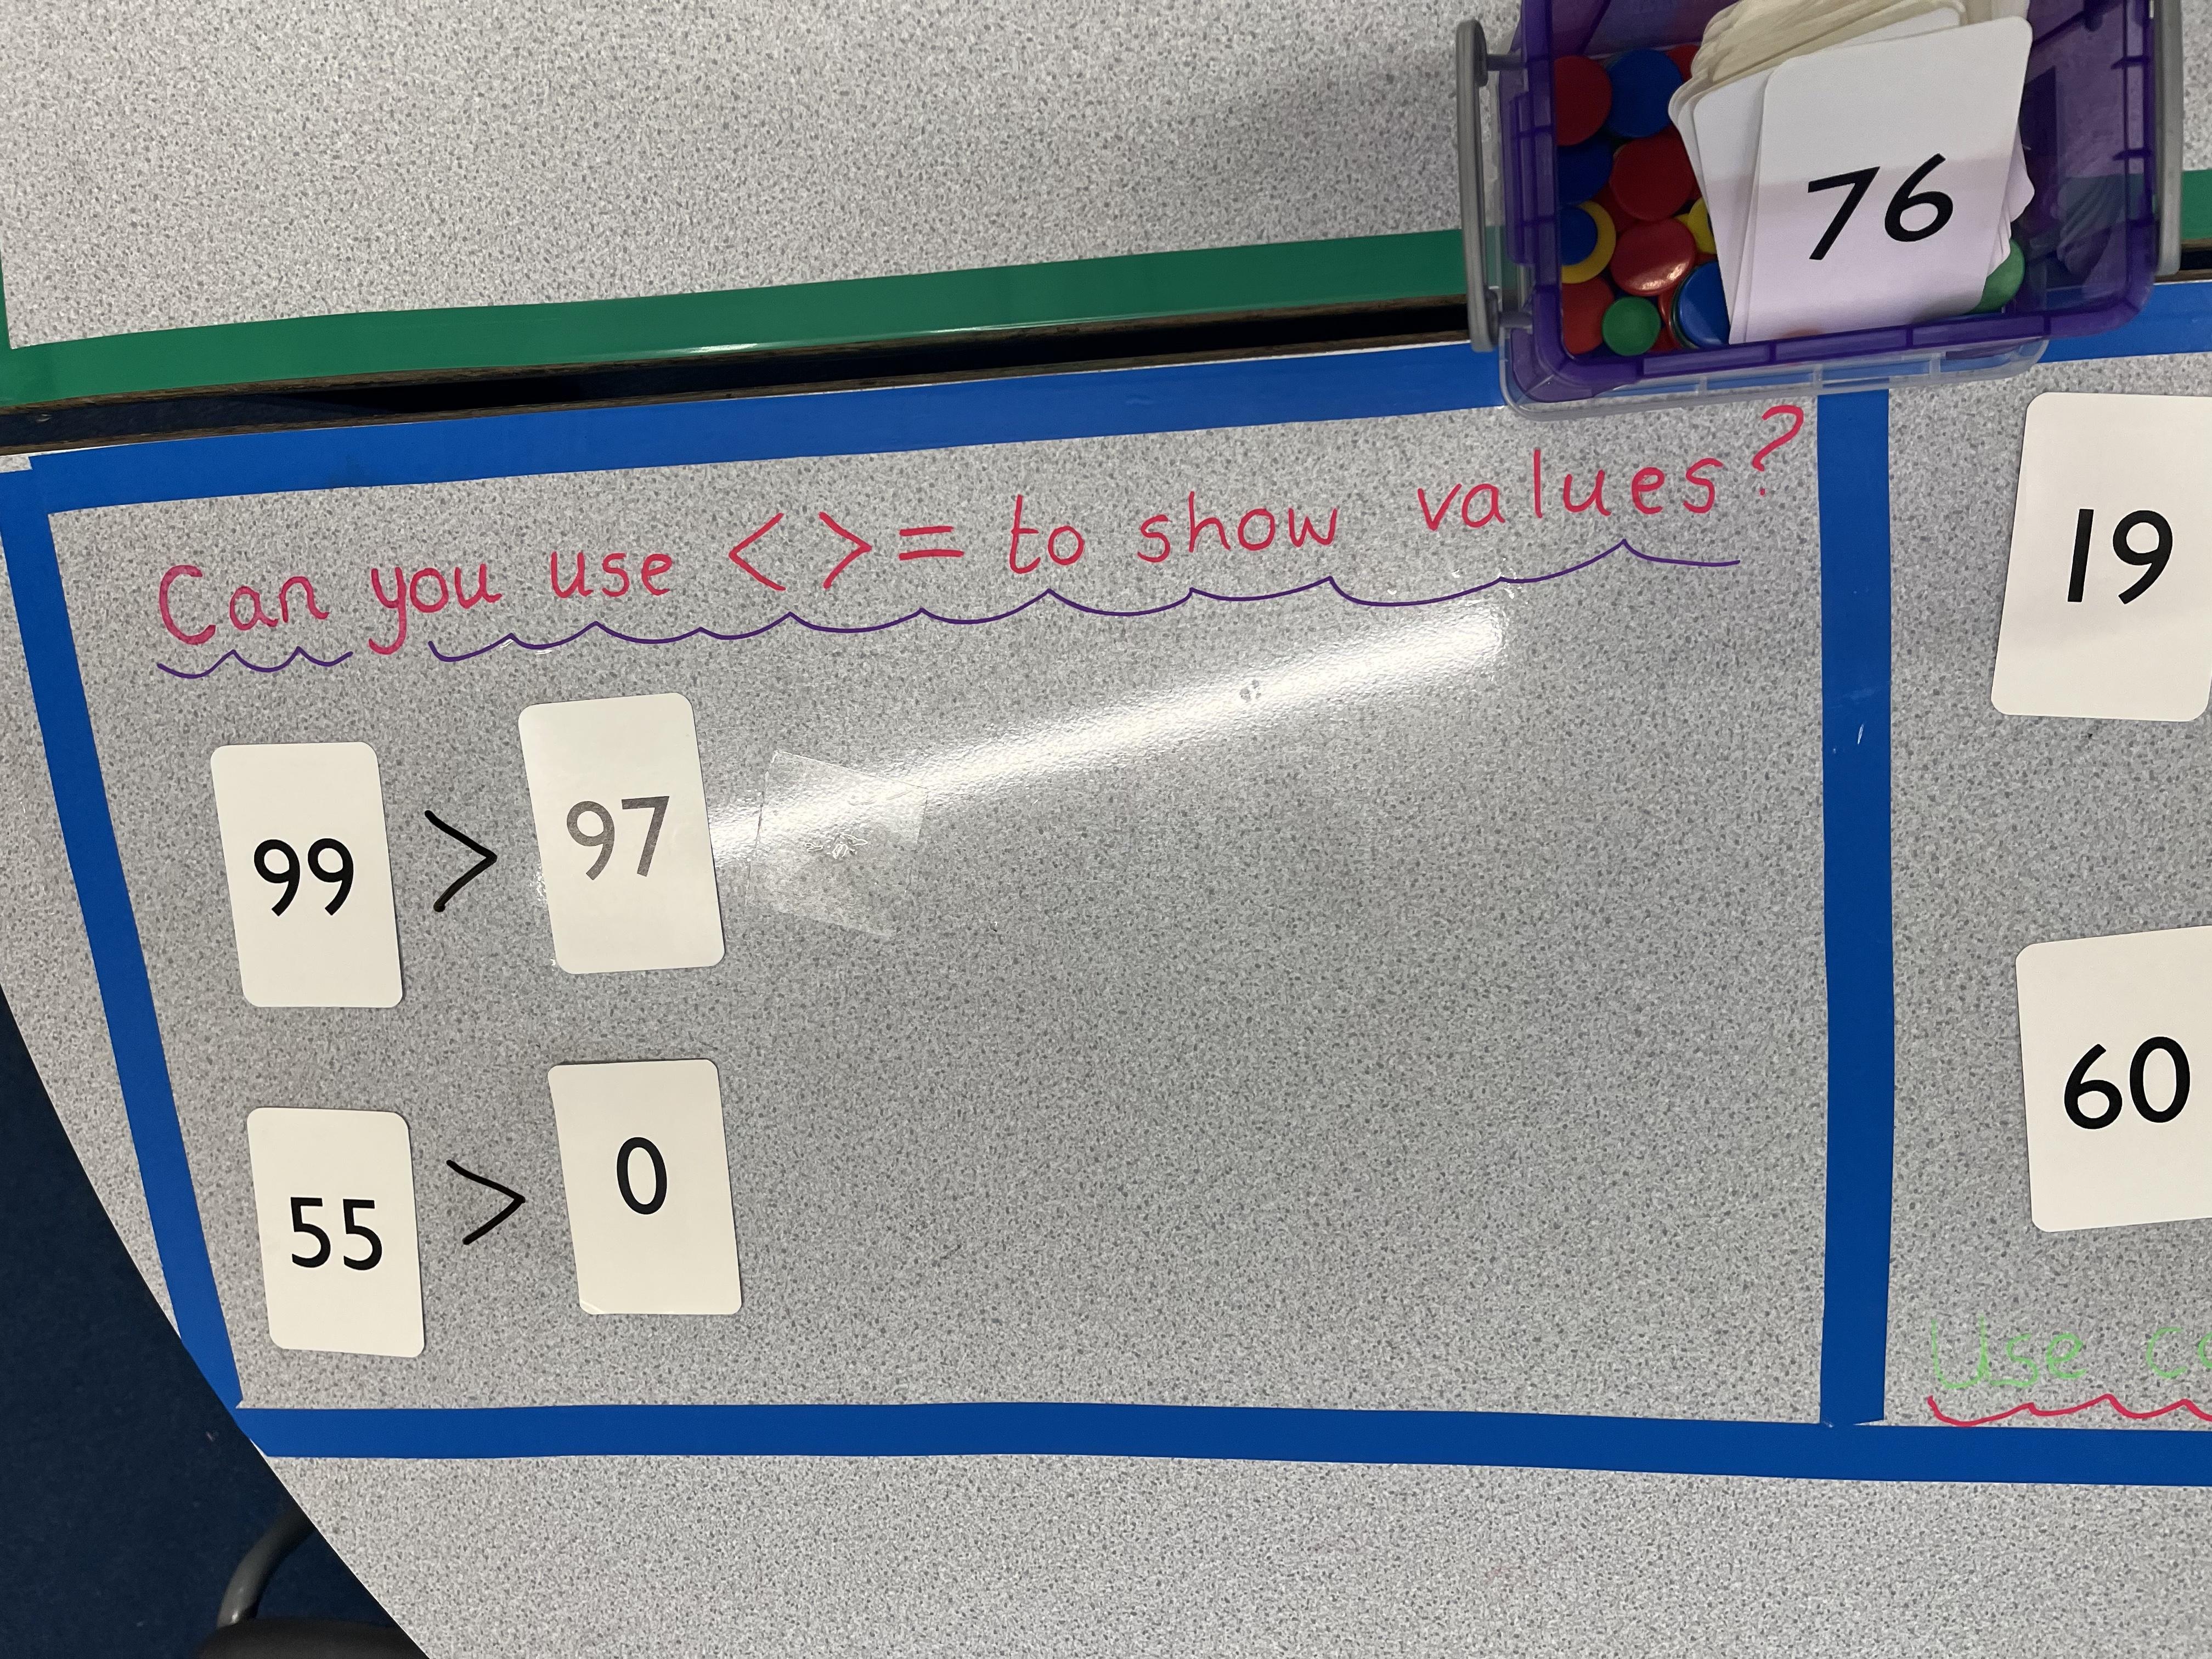 76
Can you use < > = to show values?
99 > 97
55 > 0
19
60
Use